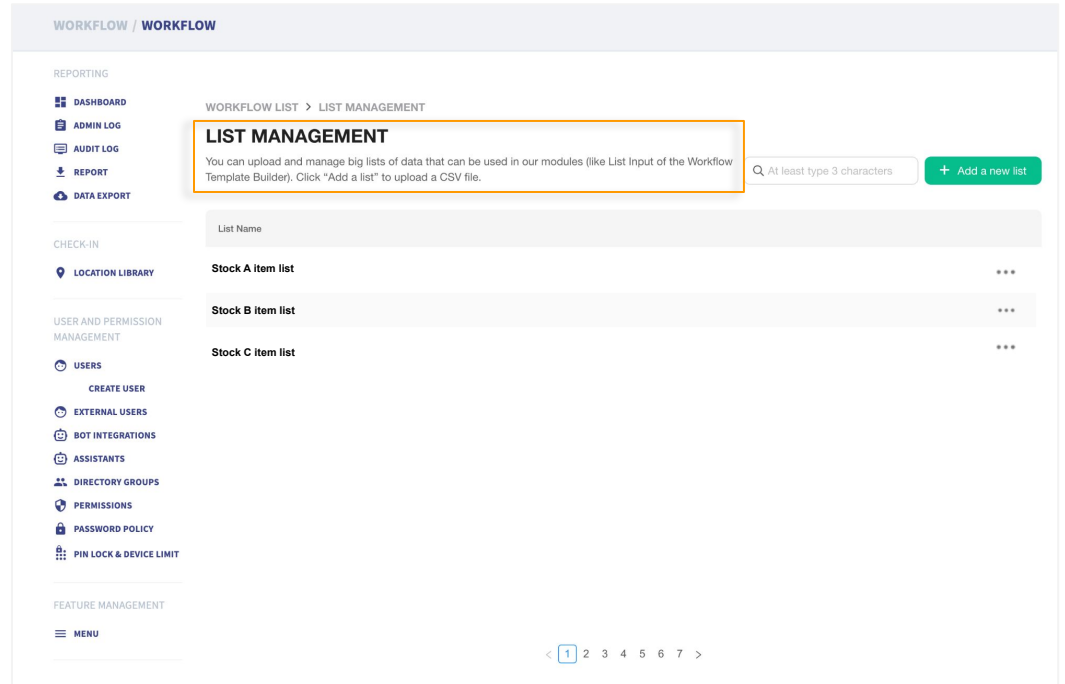 WORKFLOW / WORKFLOW
REPORTING
DASHBOARD
ADMIN LOG
AUDIT LOG
REPORT
DATA EXPORT
CHECK-IN
LOCATION LIBRARY
USER AND PERMISSION
MANAGEMENT
USERS
CREATE USER
EXTERNAL USERS
BOT INTEGRATIONS
ASSISTANTS
DIRECTORY GROUPS
PERMISSIONS
PASSWORD POLICY
PIN LOCK & DEVICE LIMIT
FEATURE MANAGEMENT
MENU
WORKFLOW LIST > LIST MANAGEMENT
LIST MANAGEMENT
You can upload and manage big lists of data that can be used in our modules (like List Input of the Workflow
Template Builder). Click “Add a list” to upload a CSV file.
At least type 3 characters
+ Add a new list
List Name
Stock A item list
Stock B item list
Stock C item list
< 1 2 3 4 5 6 7 >